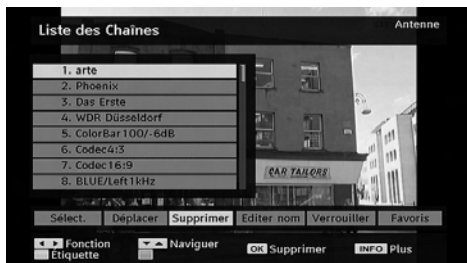 Liste des Chaînes
Antenne
1. arte
2. Phoenix
3. Das Erste
4. WDR Düsseldorf
5. ColorBar100/-6dB
6. Codec4:3
7. Codec16:9
8. BLUE/Left1kHz
CAR TAILORS
Sélect. Déplacer Supprimer Editer nom Verrouiller Favoris
Fonction Naviguer OK Supprimer INFO Plus
Étiquette